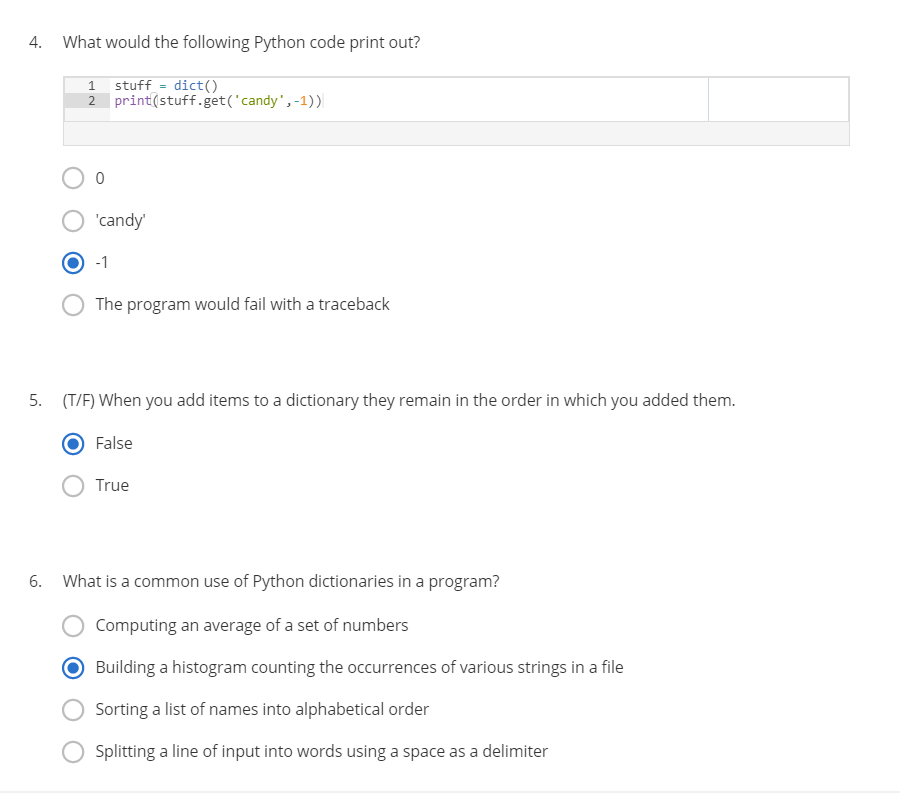 4. What would the following Python code print out?
1 stuff = dict()
2 print(stuff.get('candy',-1))
0
'candy'
-1
The program would fail with a traceback
5. (T/F) When you add items to a dictionary they remain in the order in which you added them.
False
True
6. What is a common use of Python dictionaries in a program?
Computing an average of a set of numbers
Building a histogram counting the occurrences of various strings in a file
Sorting a list of names into alphabetical order
Splitting a line of input into words using a space as a delimiter